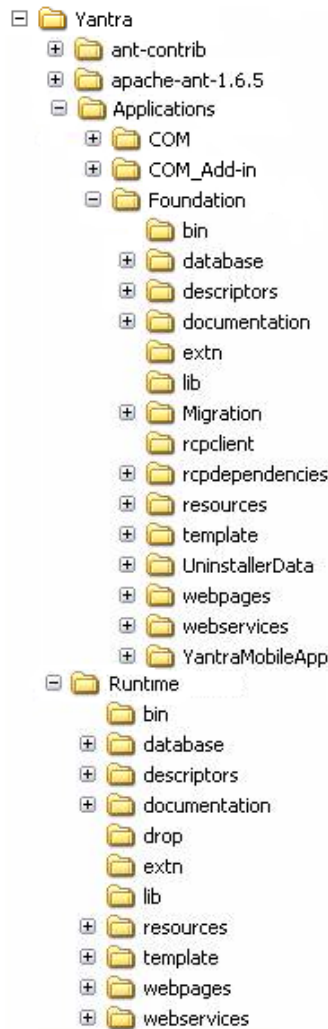 Yantra
ant-contrib
apache-ant-1.6.5
Applications
COM
COM_Add-in
Foundation
bin
database
descriptors
documentation
extn
lib
Migration
rcpclient
rcpdependencies
resources
template
UninstallerData
webpages
webservices
YantraMobileApp
Runtime
bin
database
descriptors
documentation
drop
extn
lib
resources
template
webpages
webservices